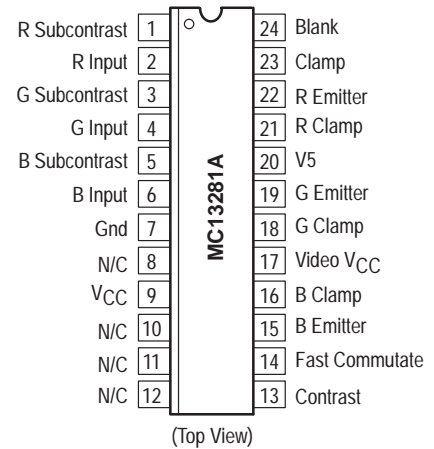 R Subcontrast 1 24 Blank
R Input 2 23 Clamp
G Subcontrast 3 22 R Emitter
G Input 4 21 R Clamp
B Subcontrast 5 20 V5
B Input 6 19 G Emitter
Gnd 7 18 G Clamp
N/C 8 17 Video VCC
VCC 9 16 B Clamp
N/C 10 15 B Emitter
N/C 11 14 Fast Commutate
N/C 12 13 Contrast
MC13281A
(Top View)